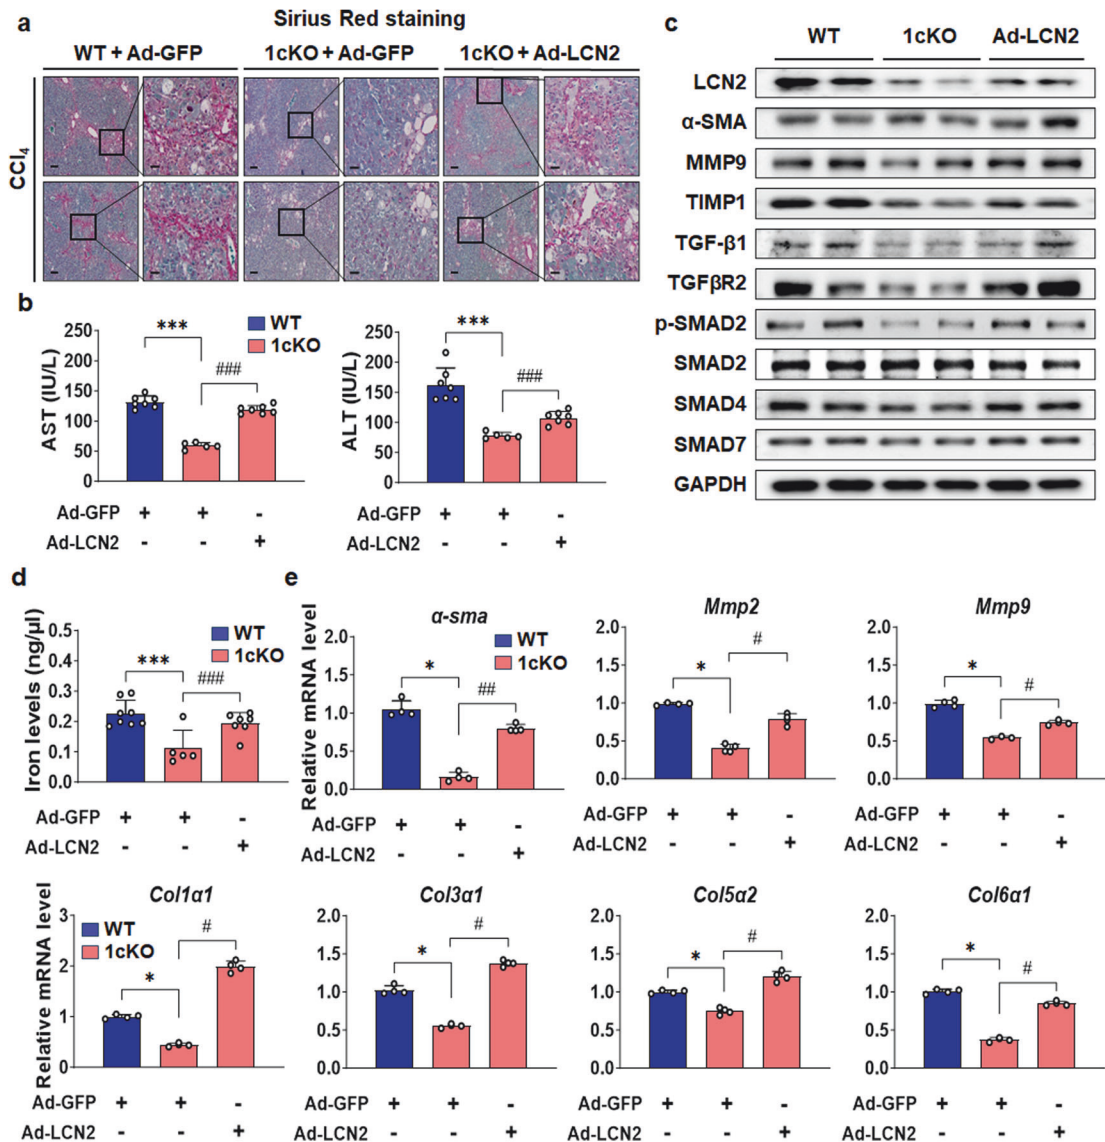 a
Sirius Red staining
WT + Ad-GFP
1cKO + Ad-GFP
1cKO + Ad-LCN2
CCl4
b
AST (IU/L)
250
200
150
100
50
0
***
###
WT
1cKO
ALT (IU/L)
250
200
150
100
50
0
***
###
Ad-GFP + + -
Ad-LCN2 - - +
+ + -
- - +
c
WT 1cKO Ad-LCN2
LCN2
α-SMA
MMP9
TIMP1
TGF-β1
TGFβR2
p-SMAD2
SMAD2
SMAD4
SMAD7
GAPDH
d
Iron levels (ng/µl)
0.5
0.4
0.3
0.2
0.1
0.0
***
###
WT
1cKO
Ad-GFP + + -
Ad-LCN2 - - +
e
α-sma
Relative mRNA level
2.0
1.5
1.0
0.5
0.0
*
##
WT
1cKO
Mmp2
2.0
1.5
1.0
0.5
0.0
*
#
Mmp9
2.0
1.5
1.0
0.5
0.0
*
#
Ad-GFP + + -
Ad-LCN2 - - +
Ad-GFP + + -
Ad-LCN2 - - +
Ad-GFP + + -
Ad-LCN2 - - +
Col1α1
Relative mRNA level
3
2
1
0
WT
1cKO
*
#
Col3α1
2.0
1.5
1.0
0.5
0.0
*
#
Col5α2
2.0
1.5
1.0
0.5
0.0
*
#
Col6α1
2.0
1.5
1.0
0.5
0.0
*
#
Ad-GFP + + -
Ad-LCN2 - - +
Ad-GFP + + -
Ad-LCN2 - - +
Ad-GFP + + -
Ad-LCN2 - - +
Ad-GFP + + -
Ad-LCN2 - - +